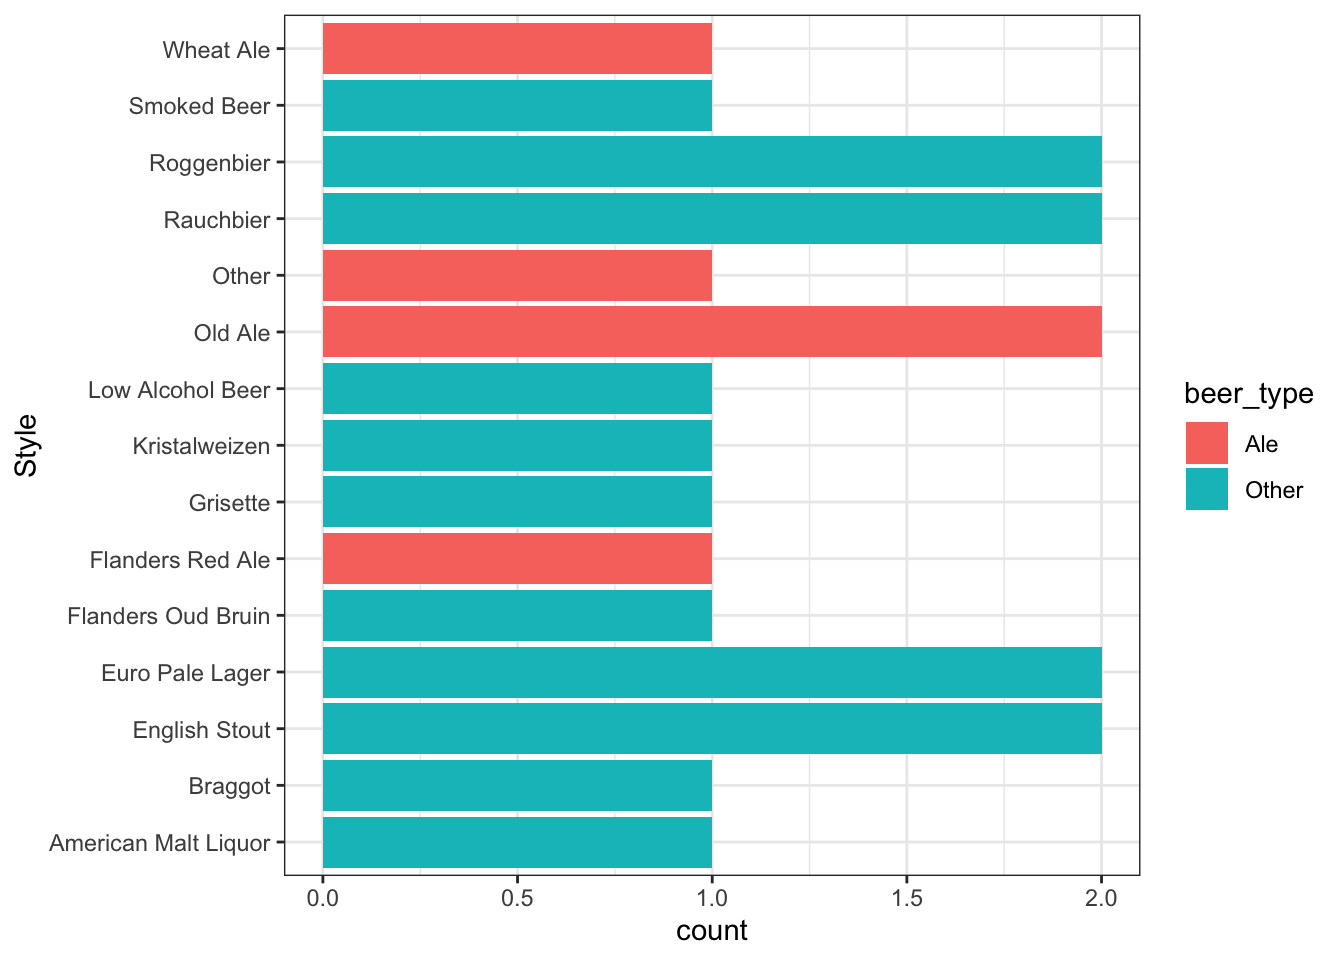 Wheat Ale
Smoked Beer
Roggenbier
Rauchbier
Other
Old Ale
Low Alcohol Beer
Kristalweizen
Grisette
Flanders Red Ale
Flanders Oud Bruin
Euro Pale Lager
English Stout
Braggot
American Malt Liquor
Style
0.0 0.5 1.0 1.5 2.0
count
beer_type
Ale
Other